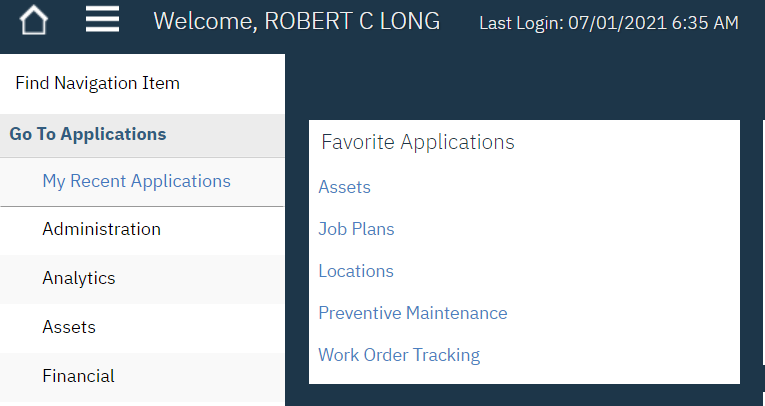 Welcome, ROBERT C LONG
Last Login: 07/01/2021 6:35 AM
Find Navigation Item
Go To Applications
My Recent Applications
Administration
Analytics
Assets
Financial
Favorite Applications
Assets
Job Plans
Locations
Preventive Maintenance
Work Order Tracking